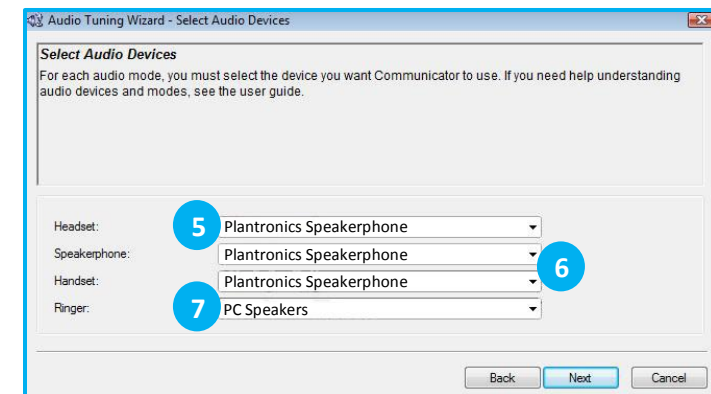 Audio Tuning Wizard - Select Audio Devices
Select Audio Devices
For each audio mode, you must select the device you want Communicator to use. If you need help understanding
audio devices and modes, see the user guide.
Headset: 5 Plantronics Speakerphone
Speakerphone: Plantronics Speakerphone
6
Handset: Plantronics Speakerphone
Ringer: 7 PC Speakers
Back Next Cancel